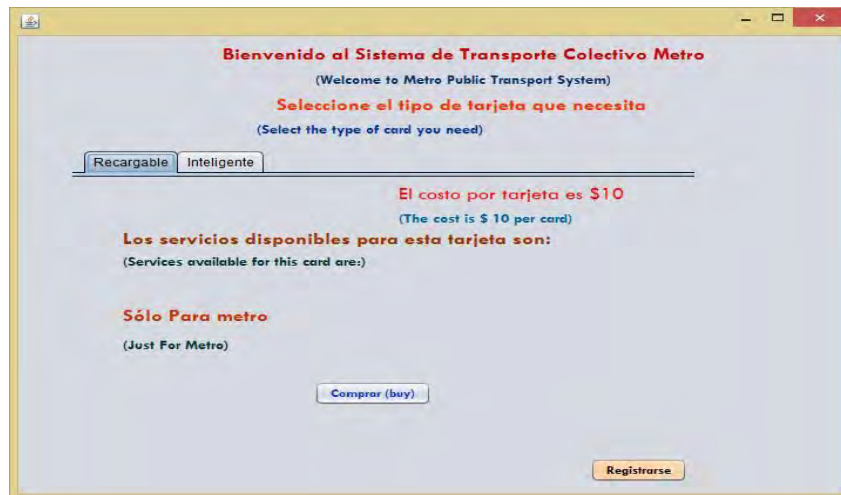 Bienvenido al Sistema de Transporte Colectivo Metro
(Welcome to Metro Public Transport System)
Seleccione el tipo de tarjeta que necesita
(Select the type of card you need)
Recargable Inteligente
El costo por tarjeta es $10
(The cost is $ 10 per card)
Los servicios disponibles para esta tarjeta son:
(Services available for this card are:)
Sólo Para metro
(Just For Metro)
Comprar (buy)
Registrarse